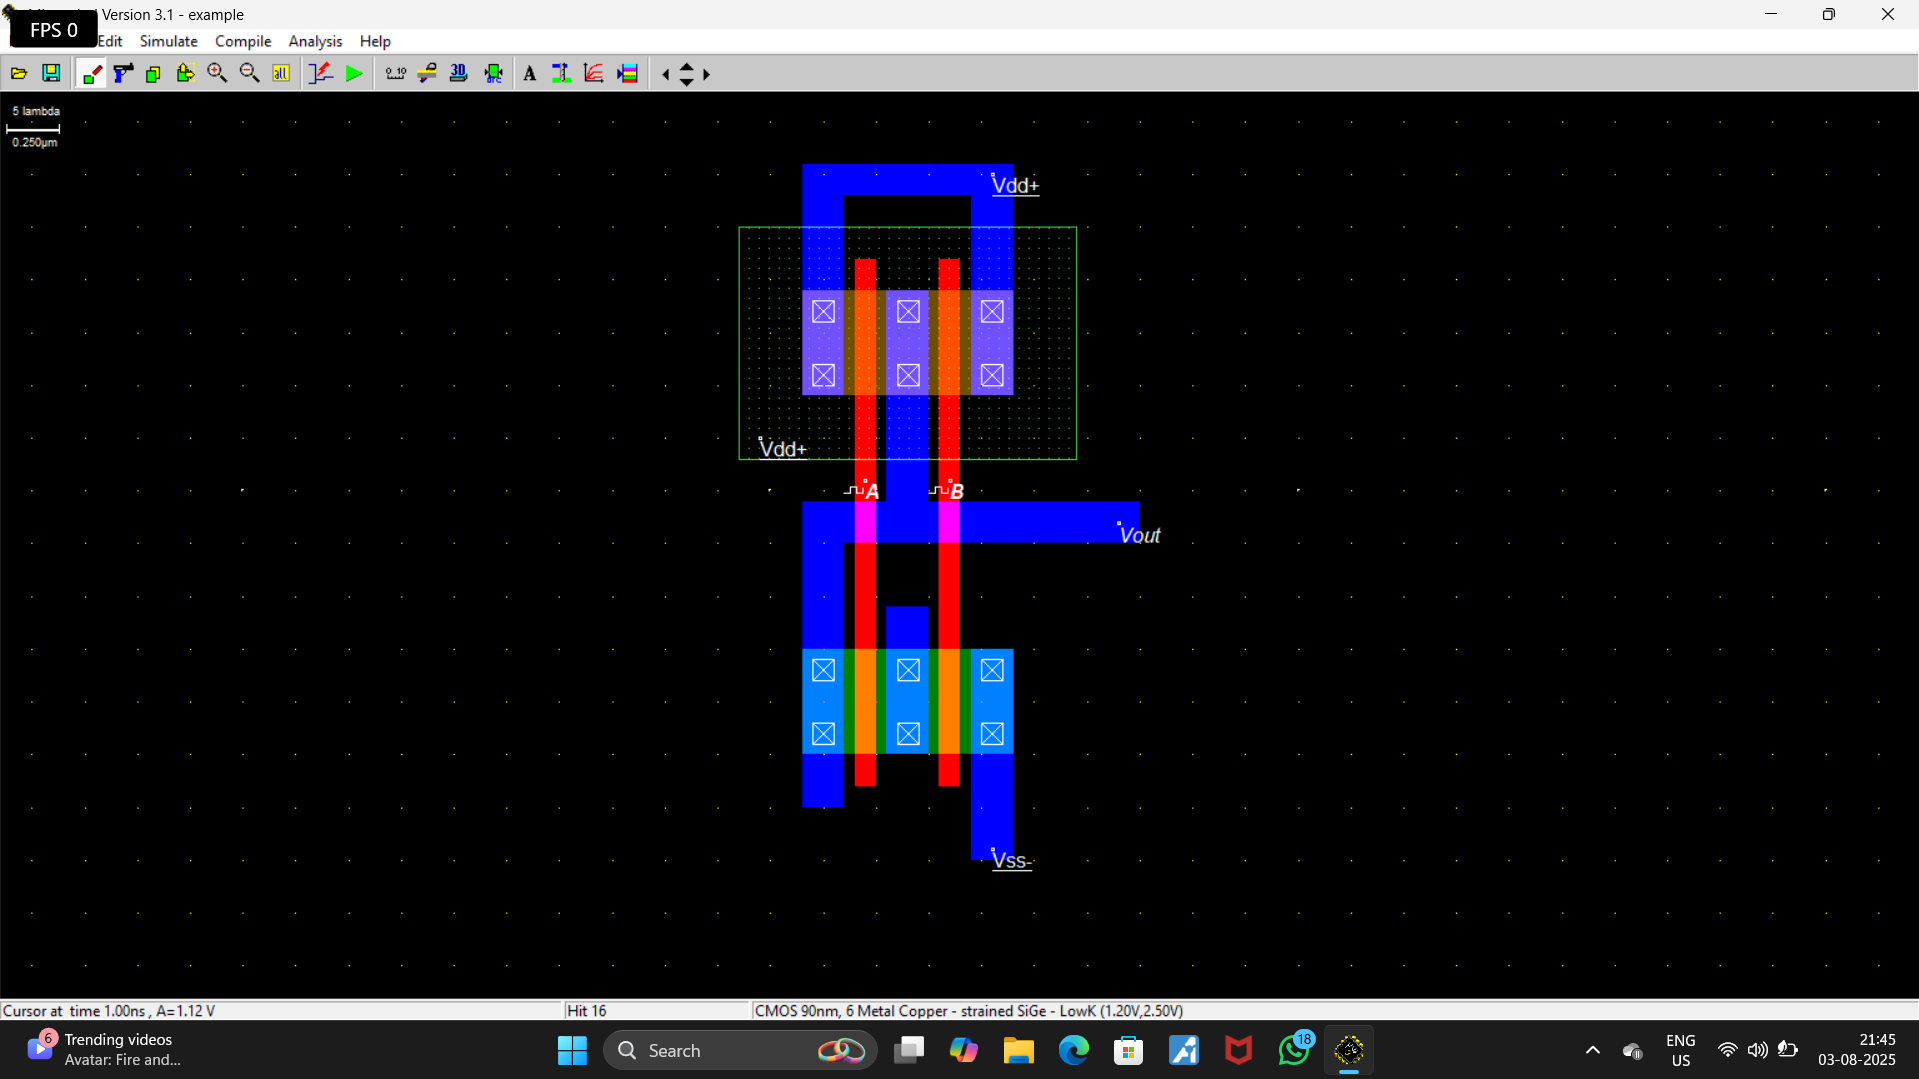 Version 3.1 - example
FPS 0
Edit Simulate Compile Analysis Help
5 lambda
0.250µm
Vdd+
Vdd+
A B
Vout
Vss-
Cursor at time 1.00ns , A=1.12 V Hit 16 CMOS 90nm, 6 Metal Copper - strained SiGe - LowK (1.20V,2.50V)
6 Trending videos
Avatar: Fire and...
Search
18
ENG
US
21:45
03-08-2025